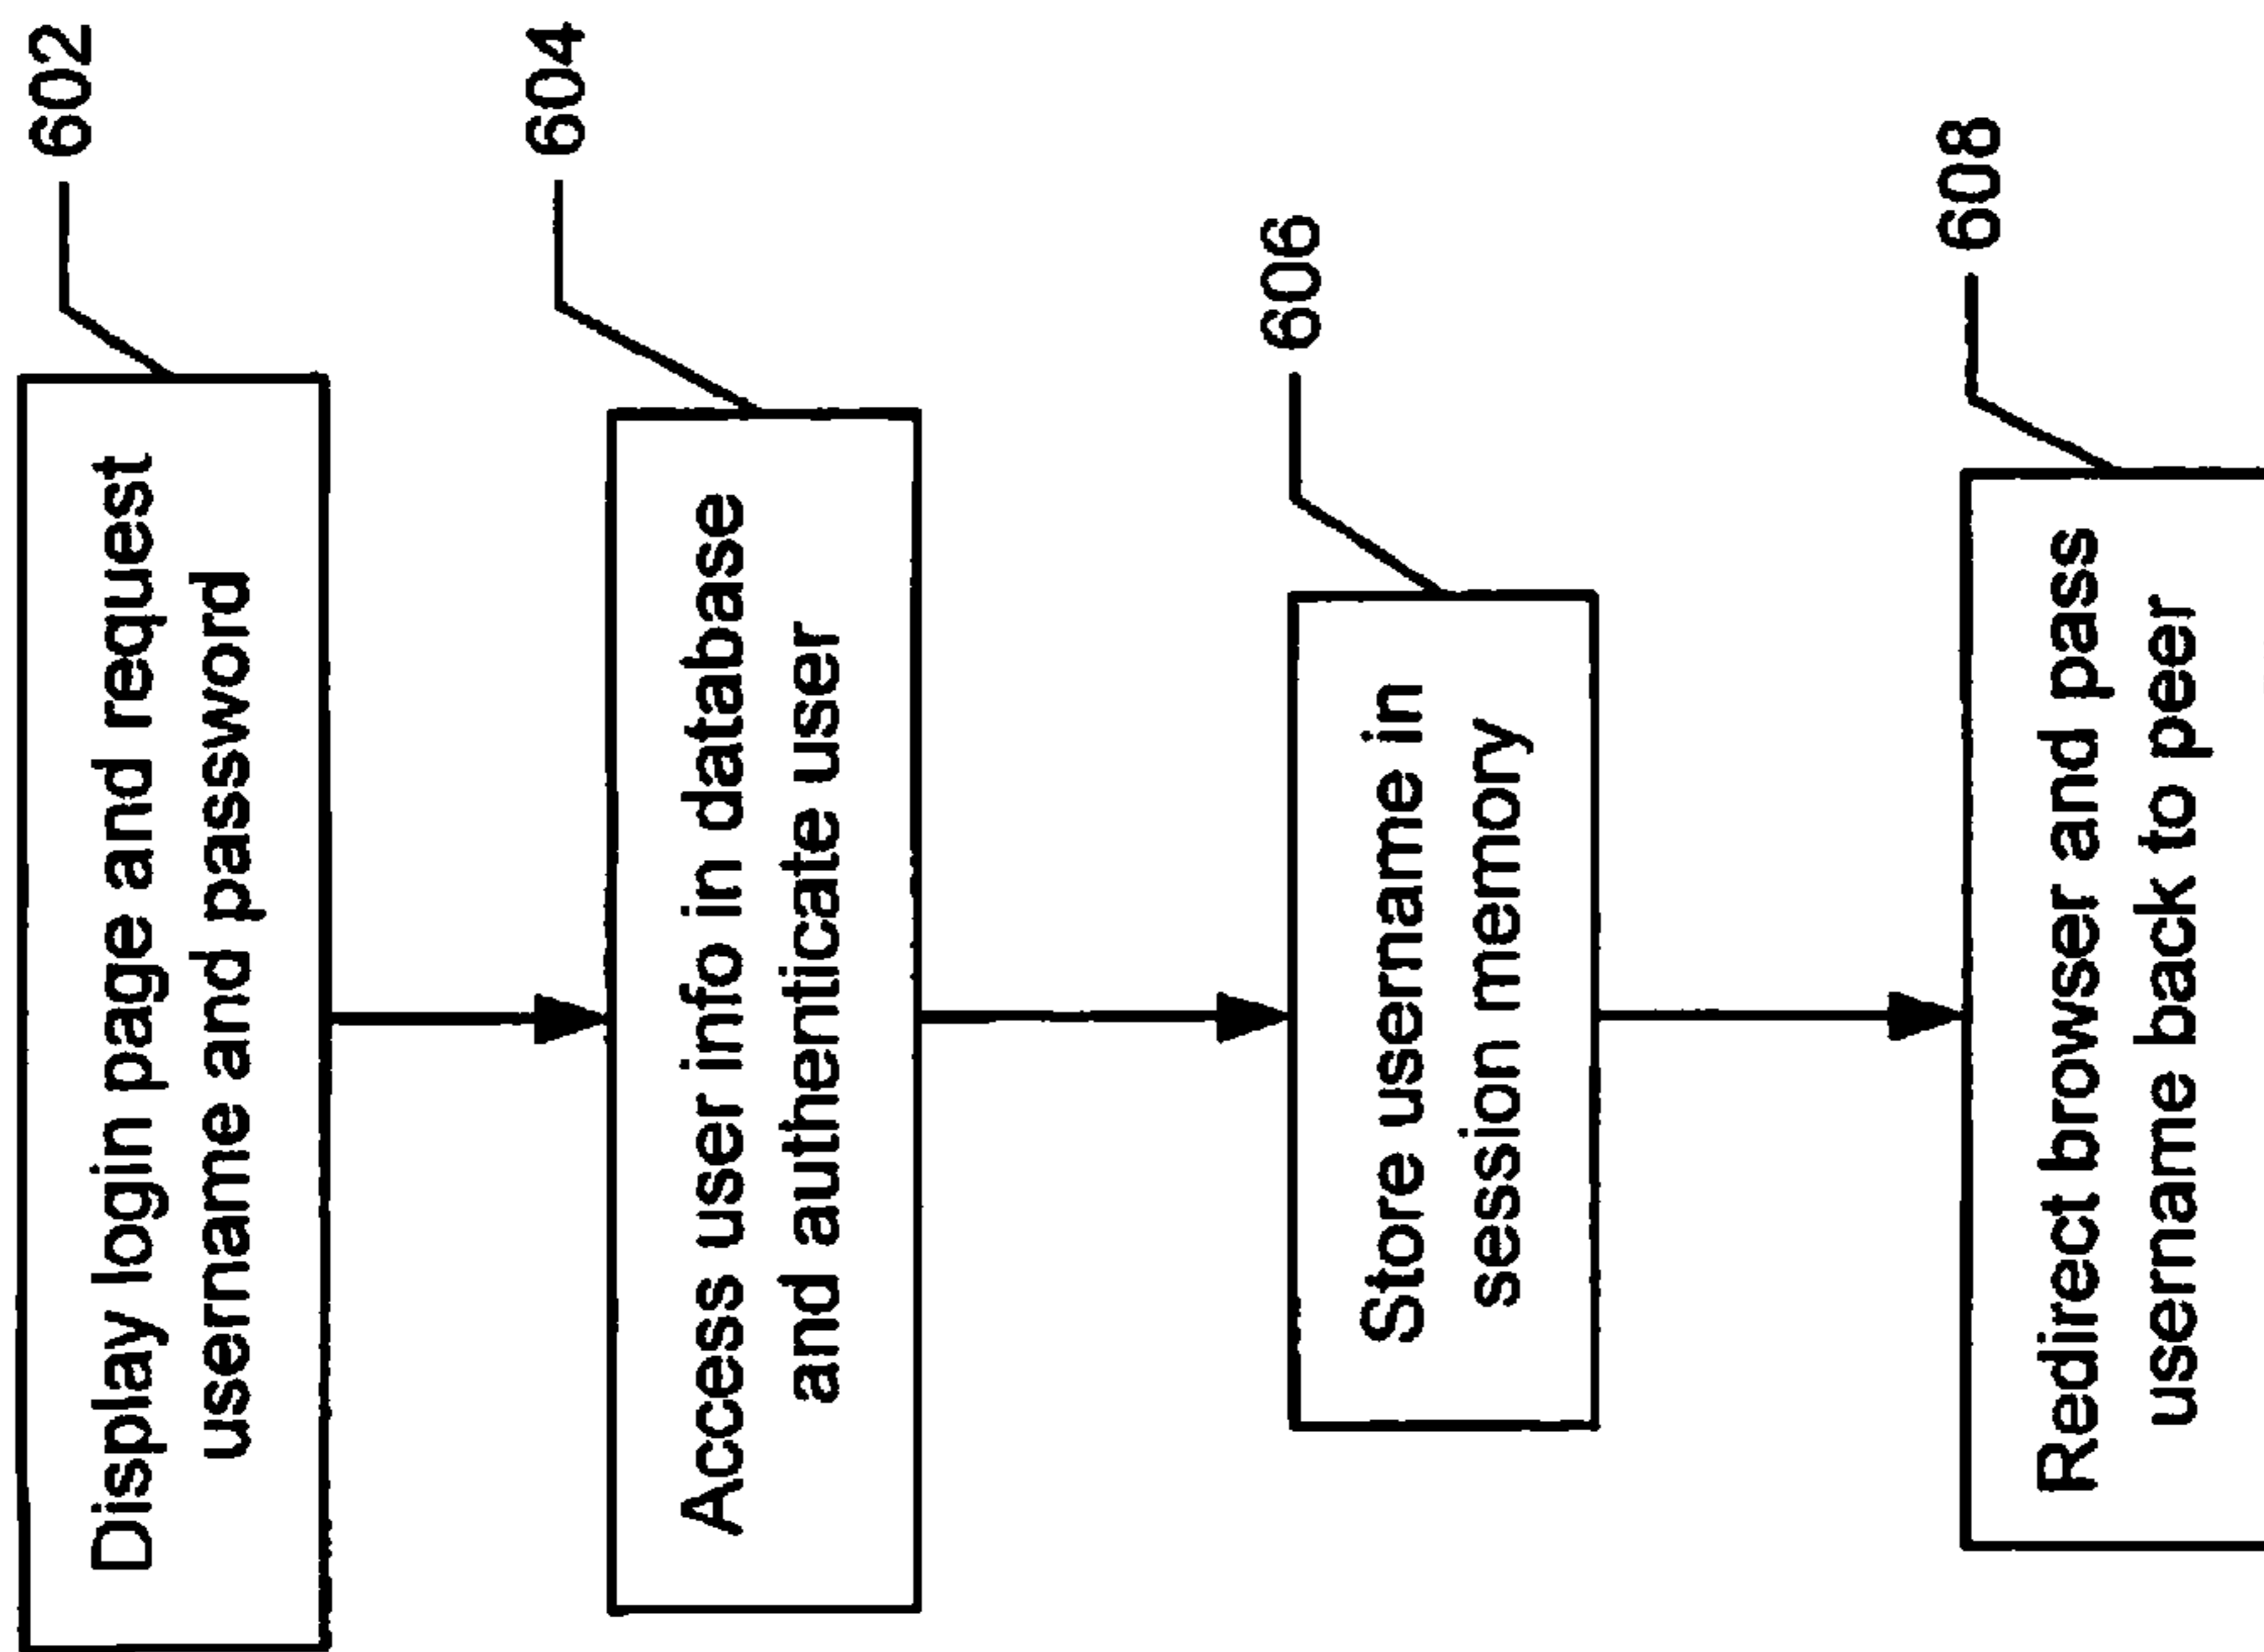 Display login page and request
username and password
602
Access user info in database
and authenticate user
604
Store username in
session memory
606
Redirect browser and pass
username back to peer
608